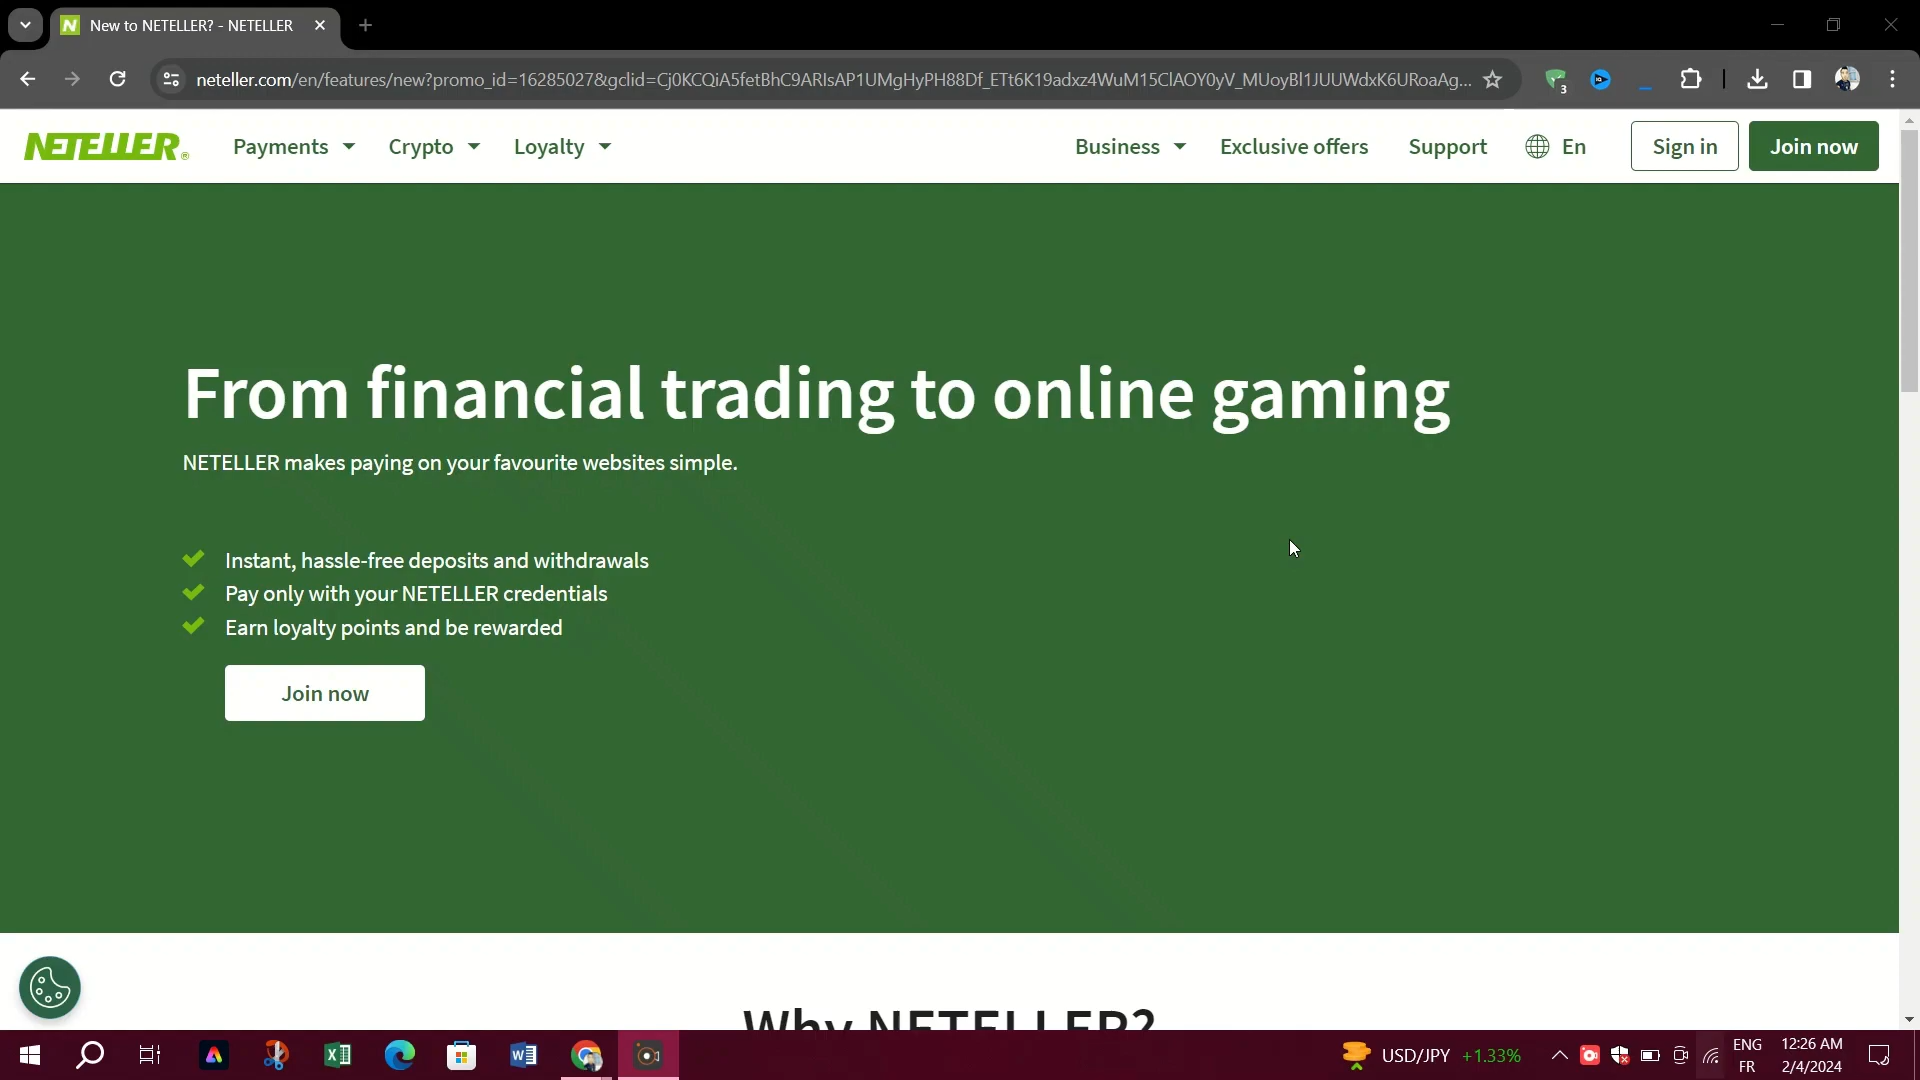 New to NETELLER? - NETELLER
neteller.com/en/features/new?promo_id=16285027&gclid=Cj0KCQiA5fetBhC9ARIsAP1UMgHyPH88Df_ETt6K19adxz4WuM15ClAOY0yV_MUoyBl1JUUWdxK6URoaAg...
3
NETELLER®
Payments
Crypto
Loyalty
Business
Exclusive offers
Support
En
Sign in
Join now
From financial trading to online gaming
NETELLER makes paying on your favourite websites simple.
Instant, hassle-free deposits and withdrawals
Pay only with your NETELLER credentials
Earn loyalty points and be rewarded
Join now
Why NETELLER?
USD/JPY +1.33%
ENG
FR
12:26 AM
2/4/2024